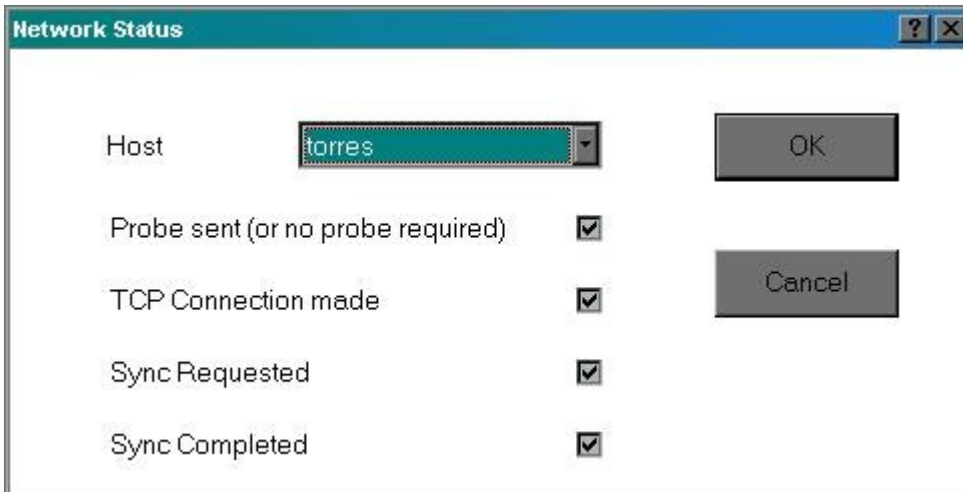 Network Status
Host torres OK
Probe sent (or no probe required)
TCP Connection made Cancel
Sync Requested
Sync Completed